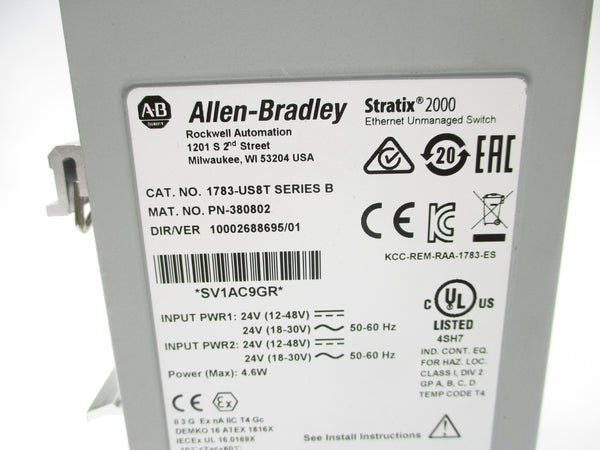 A-B
QUALITY
Allen-Bradley
Rockwell Automation
1201 S 2nd Street
Milwaukee, WI 53204 USA
Stratix® 2000
Ethernet Unmanaged Switch
20 EAC
CAT. NO. 1783-US8T SERIES B
MAT. NO. PN-380802
DIR/VER 10002688695/01
CE KC
KCC-REM-RAA-1783-ES
*SV1AC9GR*
INPUT PWR1: 24V (12-48V)
24V (18-30V) 50-60 Hz
INPUT PWR2: 24V (12-48V)
24V (18-30V) 50-60 Hz
Power (Max): 4.6W
C UL US
LISTED
4SH7
IND. CONT. EQ.
FOR HAZ. LOC.
CLASS I, DIV 2
GP A, B, C, D
TEMP CODE T4
CE Ex
II 3 G Ex nA IIC T4 Gc
DEMKO 16 ATEX 1816X
IECEx UL 16.0169X
See Install Instructions